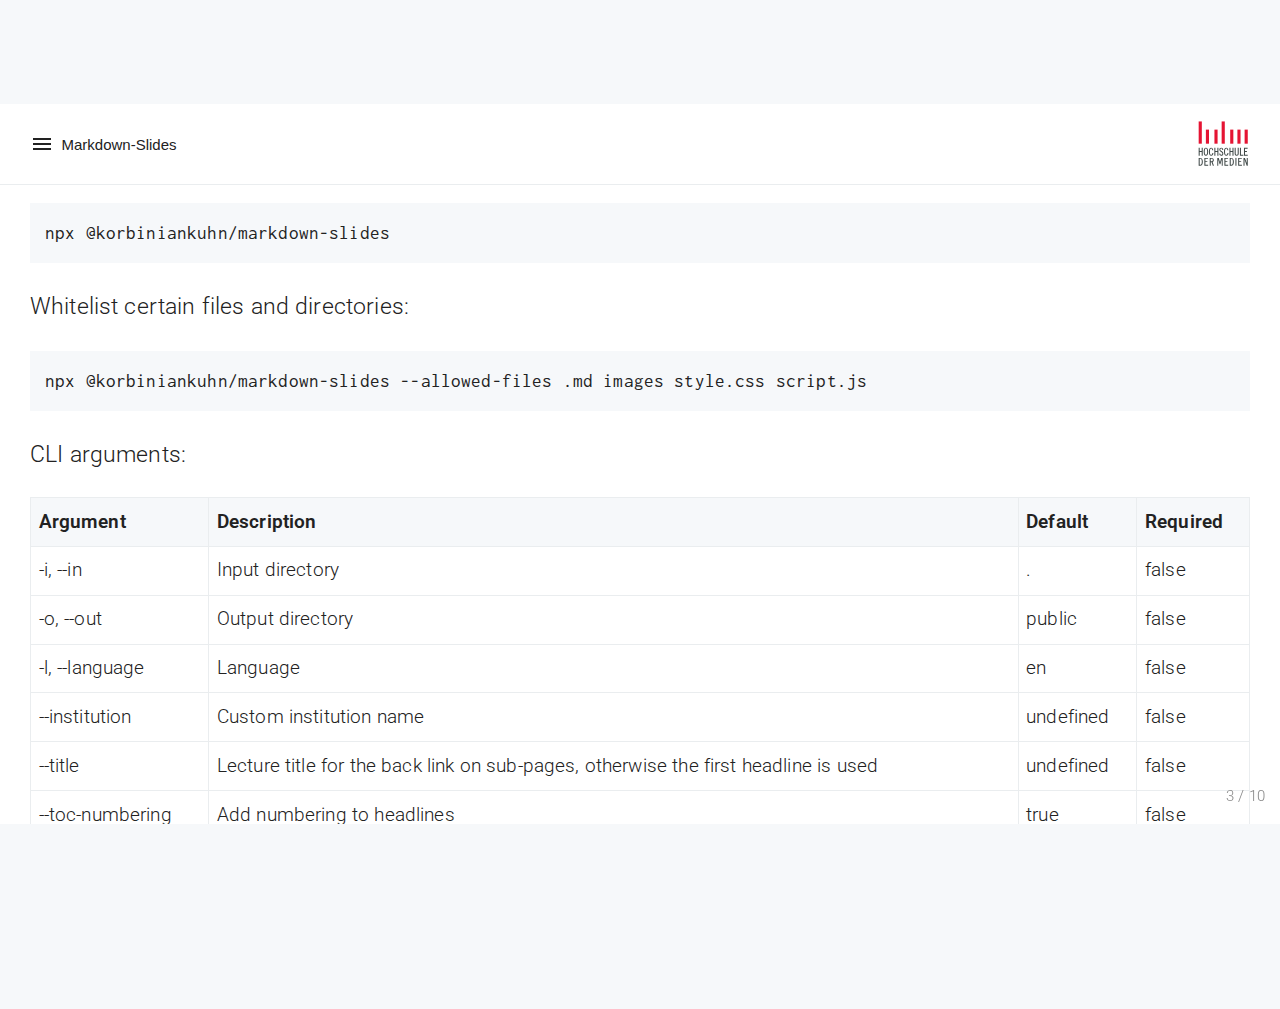 Markdown-Slides
HOCHSCHULE
DER MEDIEN
npx @korbiniankuhn/markdown-slides
Whitelist certain files and directories:
npx @korbiniankuhn/markdown-slides --allowed-files .md images style.css script.js
CLI arguments:
Argument Description Default Required
-i, --in Input directory . false
-o, --out Output directory public false
-l, --language Language en false
--institution Custom institution name undefined false
--title Lecture title for the back link on sub-pages, otherwise the first headline is used undefined false
3 / 10
--toc-numbering Add numbering to headlines true false